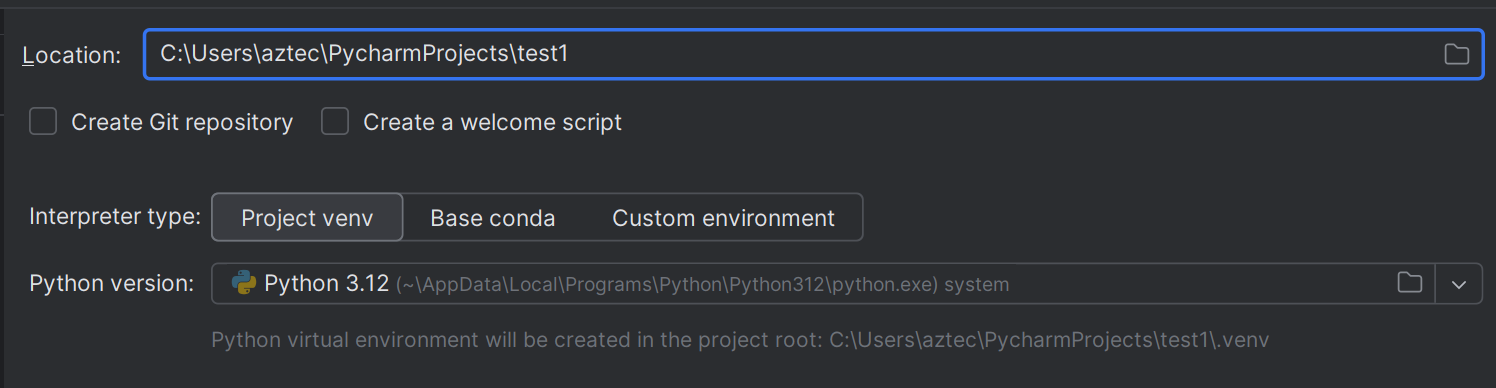 Location: C:\Users\aztec\PycharmProjects\test1
Create Git repository Create a welcome script
Interpreter type: Project venv Base conda Custom environment
Python version: Python 3.12 (~\AppData\Local\Programs\Python\Python312\python.exe) system
Python virtual environment will be created in the project root: C:\Users\aztec\PycharmProjects\test1\.venv